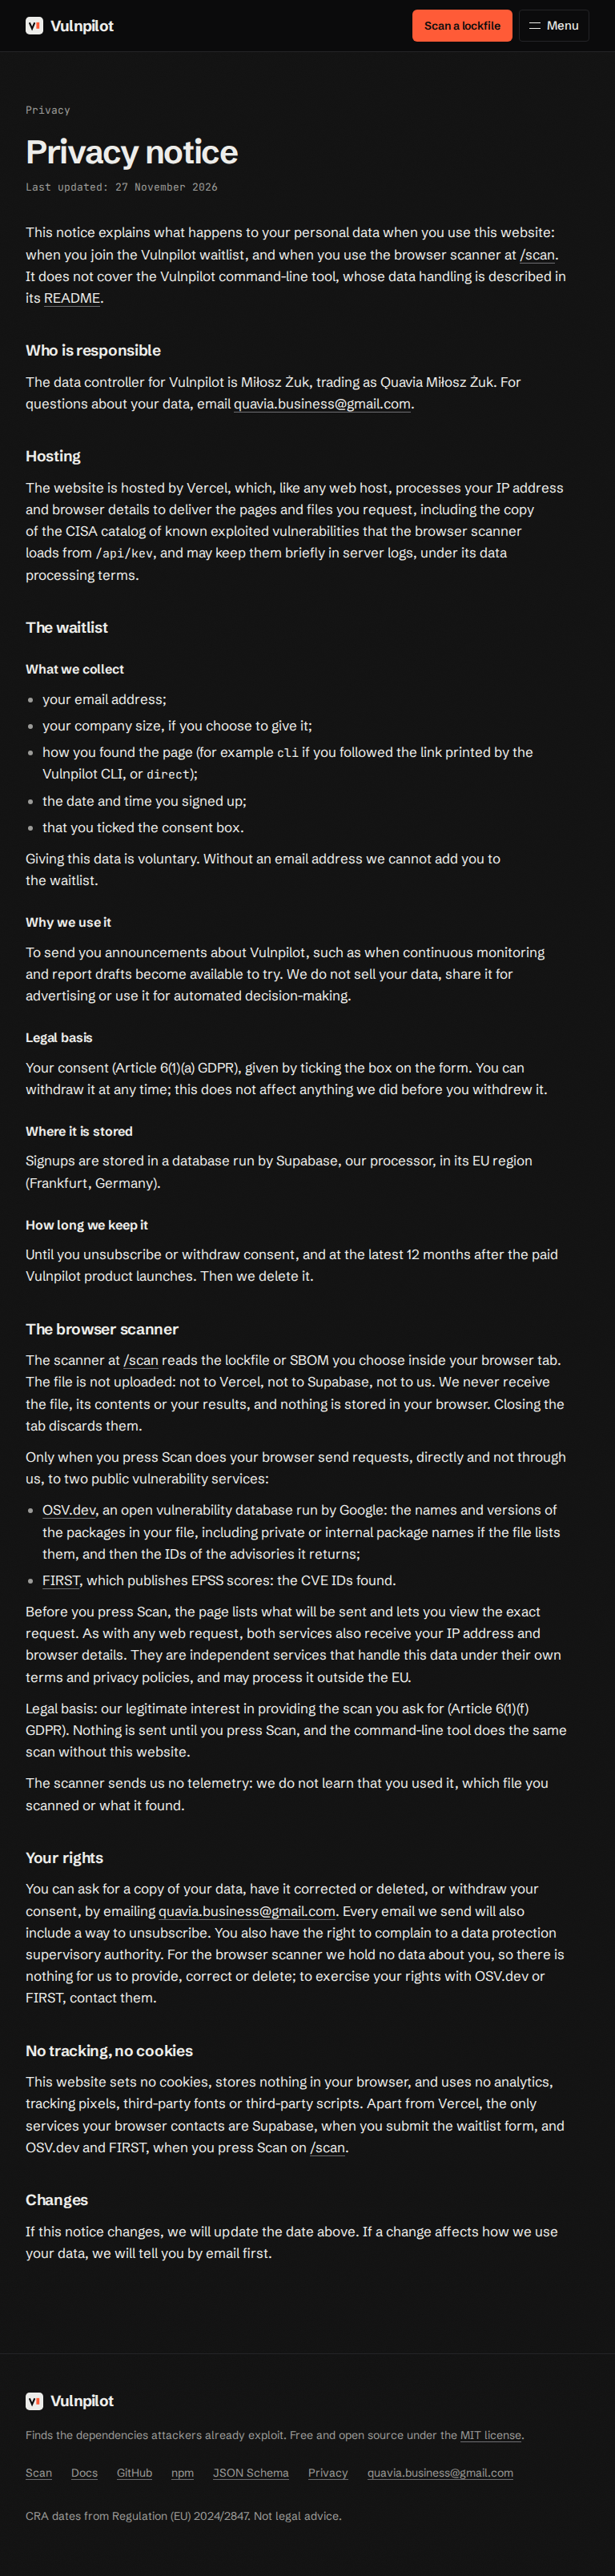 Vulnpilot
Scan a lockfile
Menu
Privacy
Privacy notice
Last updated: 27 November 2026
This notice explains what happens to your personal data when you use this website:
when you join the Vulnpilot waitlist, and when you use the browser scanner at /scan.
It does not cover the Vulnpilot command-line tool, whose data handling is described in
its README.
Who is responsible
The data controller for Vulnpilot is Miłosz Żuk, trading as Quavia Miłosz Żuk. For
questions about your data, email quavia.business@gmail.com.
Hosting
The website is hosted by Vercel, which, like any web host, processes your IP address
and browser details to deliver the pages and files you request, including the copy
of the CISA catalog of known exploited vulnerabilities that the browser scanner
loads from /api/kev, and may keep them briefly in server logs, under its data
processing terms.
The waitlist
What we collect
your email address;
your company size, if you choose to give it;
how you found the page (for example cli if you followed the link printed by the
Vulnpilot CLI, or direct);
the date and time you signed up;
that you ticked the consent box.
Giving this data is voluntary. Without an email address we cannot add you to
the waitlist.
Why we use it
To send you announcements about Vulnpilot, such as when continuous monitoring
and report drafts become available to try. We do not sell your data, share it for
advertising or use it for automated decision-making.
Legal basis
Your consent (Article 6(1)(a) GDPR), given by ticking the box on the form. You can
withdraw it at any time; this does not affect anything we did before you withdrew it.
Where it is stored
Signups are stored in a database run by Supabase, our processor, in its EU region
(Frankfurt, Germany).
How long we keep it
Until you unsubscribe or withdraw consent, and at the latest 12 months after the paid
Vulnpilot product launches. Then we delete it.
The browser scanner
The scanner at /scan reads the lockfile or SBOM you choose inside your browser tab.
The file is not uploaded: not to Vercel, not to Supabase, not to us. We never receive
the file, its contents or your results, and nothing is stored in your browser. Closing the
tab discards them.
Only when you press Scan does your browser send requests, directly and not through
us, to two public vulnerability services:
OSV.dev, an open vulnerability database run by Google: the names and versions of
the packages in your file, including private or internal package names if the file lists
them, and then the IDs of the advisories it returns;
FIRST, which publishes EPSS scores: the CVE IDs found.
Before you press Scan, the page lists what will be sent and lets you view the exact
request. As with any web request, both services also receive your IP address and
browser details. They are independent services that handle this data under their own
terms and privacy policies, and may process it outside the EU.
Legal basis: our legitimate interest in providing the scan you ask for (Article 6(1)(f)
GDPR). Nothing is sent until you press Scan, and the command-line tool does the same
scan without this website.
The scanner sends us no telemetry: we do not learn that you used it, which file you
scanned or what it found.
Your rights
You can ask for a copy of your data, have it corrected or deleted, or withdraw your
consent, by emailing quavia.business@gmail.com. Every email we send will also
include a way to unsubscribe. You also have the right to complain to a data protection
supervisory authority. For the browser scanner we hold no data about you, so there is
nothing for us to provide, correct or delete; to exercise your rights with OSV.dev or
FIRST, contact them.
No tracking, no cookies
This website sets no cookies, stores nothing in your browser, and uses no analytics,
tracking pixels, third-party fonts or third-party scripts. Apart from Vercel, the only
services your browser contacts are Supabase, when you submit the waitlist form, and
OSV.dev and FIRST, when you press Scan on /scan.
Changes
If this notice changes, we will update the date above. If a change affects how we use
your data, we will tell you by email first.
Vulnpilot
Finds the dependencies attackers already exploit. Free and open source under the MIT license.
Scan Docs GitHub npm JSON Schema Privacy quavia.business@gmail.com
CRA dates from Regulation (EU) 2024/2847. Not legal advice.